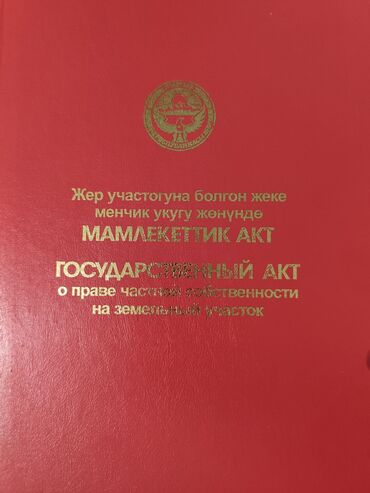 Жер участогуна болгон жеке
менчик укугу жөнүндө
МАМЛЕКЕТТИК АКТ
ГОСУДАРСТВЕННЫЙ АКТ
о праве частной собственности
на земельный участок